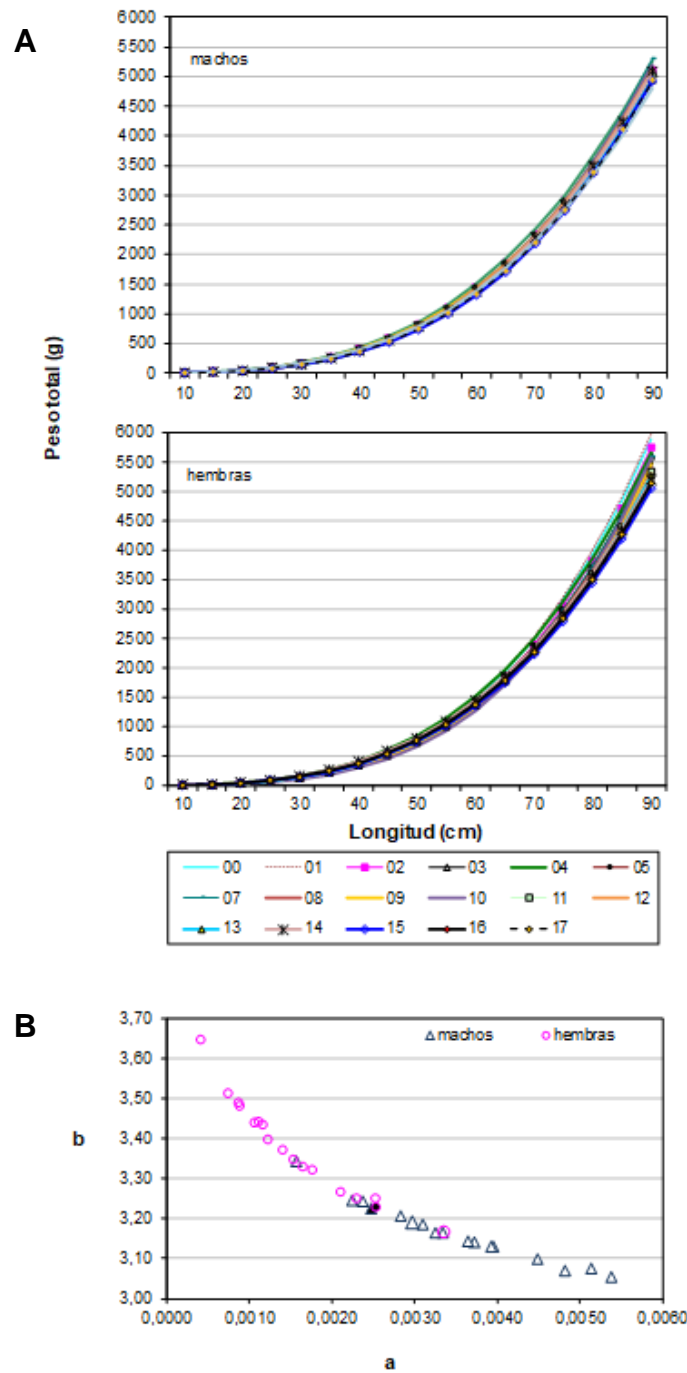 A
machos
6000
5500
5000
4500
4000
3500
3000
2500
2000
1500
1000
500
0
10 20 30 40 50 60 70 80 90
Peso total (g)
hembras
6000
5500
5000
4500
4000
3500
3000
2500
2000
1500
1000
500
0
10 20 30 40 50 60 70 80 90
Longitud (cm)
00 01 02 03 04 05
07 08 09 10 11 12
13 14 15 16 17
B
machos hembras
3,70
3,60
3,50
b
3,40
3,30
3,20
3,10
3,00
0,0000 0,0010 0,0020 0,0030 0,0040 0,0050 0,0060
a